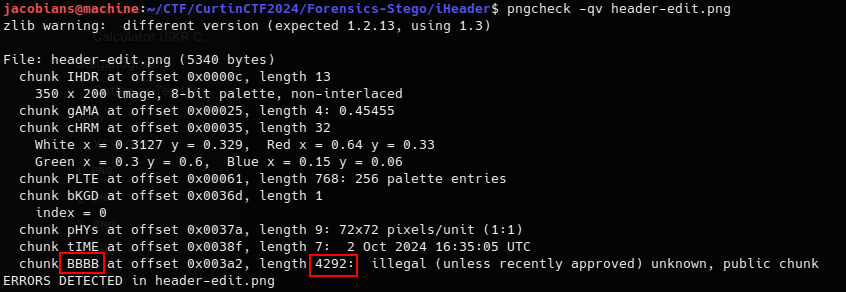 jacobians@machine:~/CTF/CurtinCTF2024/Forensics-Stego/iHeader$ pngcheck -qv header-edit.png
zlib warning:  different version (expected 1.2.13, using 1.3)
File: header-edit.png (5340 bytes)
  chunk IHDR at offset 0x0000c, length 13
    350 x 200 image, 8-bit palette, non-interlaced
  chunk gAMA at offset 0x00025, length 4: 0.45455
  chunk cHRM at offset 0x00035, length 32
    White x = 0.3127 y = 0.329,  Red x = 0.64 y = 0.33
    Green x = 0.3 y = 0.6,  Blue x = 0.15 y = 0.06
  chunk PLTE at offset 0x00061, length 768: 256 palette entries
  chunk bKGD at offset 0x0036d, length 1
    index = 0
  chunk pHYs at offset 0x0037a, length 9: 72x72 pixels/unit (1:1)
  chunk tIME at offset 0x0038f, length 7:  2 Oct 2024 16:35:05 UTC
  chunk BBBB at offset 0x003a2, length 4292:  illegal (unless recently approved) unknown, public chunk
ERRORS DETECTED in header-edit.png